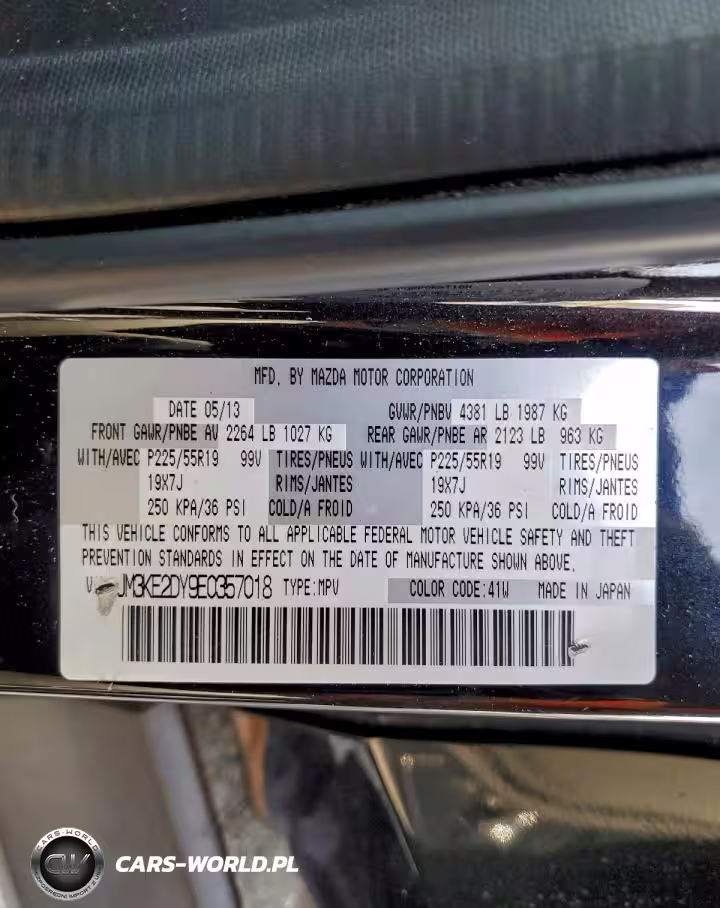 MFD. BY MAZDA MOTOR CORPORATION
DATE 05/13 GVWR/PNBV 4381 LB 1987 KG
FRONT GAWR/PNBE AV 2264 LB 1027 KG REAR GAWR/PNBE AR 2123 LB 963 KG
WITH/AVEC P225/55R19 99V TIRES/PNEUS WITH/AVEC P225/55R19 99V TIRES/PNEUS
19X7J RIMS/JANTES 19X7J RIMS/JANTES
250 KPA/36 PSI COLD/A FROID 250 KPA/36 PSI COLD/A FROID
THIS VEHICLE CONFORMS TO ALL APPLICABLE FEDERAL MOTOR VEHICLE SAFETY AND THEFT
PREVENTION STANDARDS IN EFFECT ON THE DATE OF MANUFACTURE SHOWN ABOVE.
JM3KE2DY9E0357018 TYPE:MPV COLOR CODE:41W MADE IN JAPAN
CARS-WORLD
CW
CARS-WORLD.PL